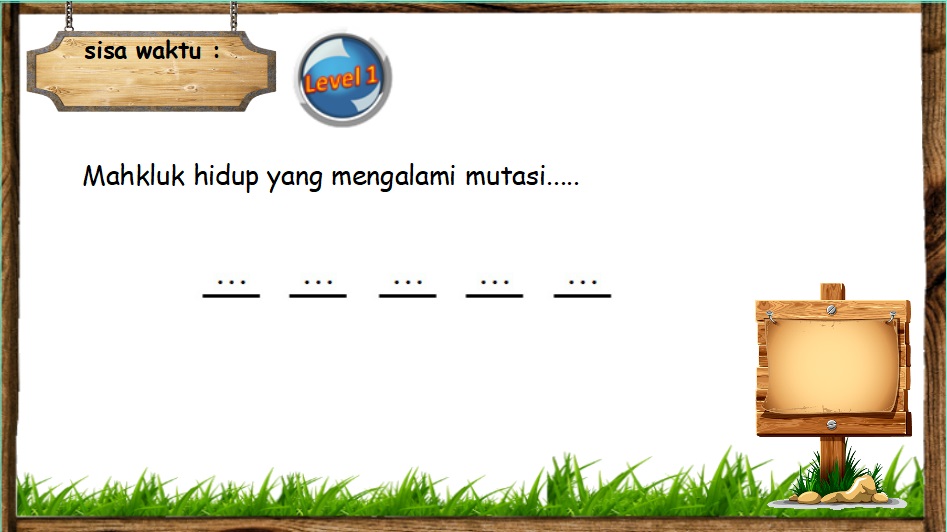 sisa waktu :
Level 1
Mahkluk hidup yang mengalami mutasi.....
... ... ... ... ...